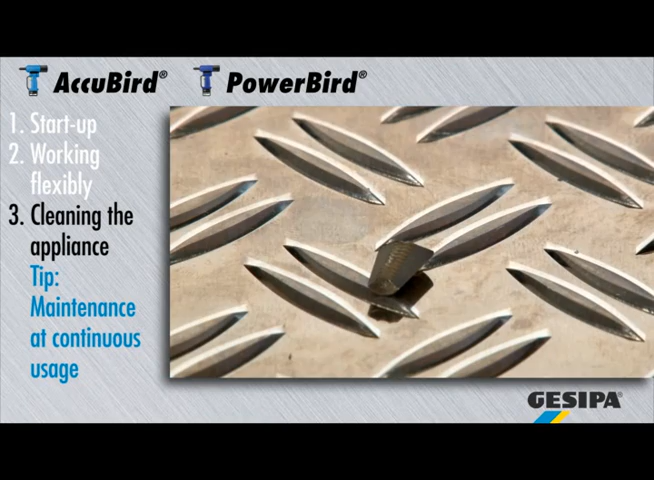 AccuBird® PowerBird®
1. Start-up
2. Working
flexibly
3. Cleaning the
appliance
Tip:
Maintenance
at continuous
usage
GESIPA®